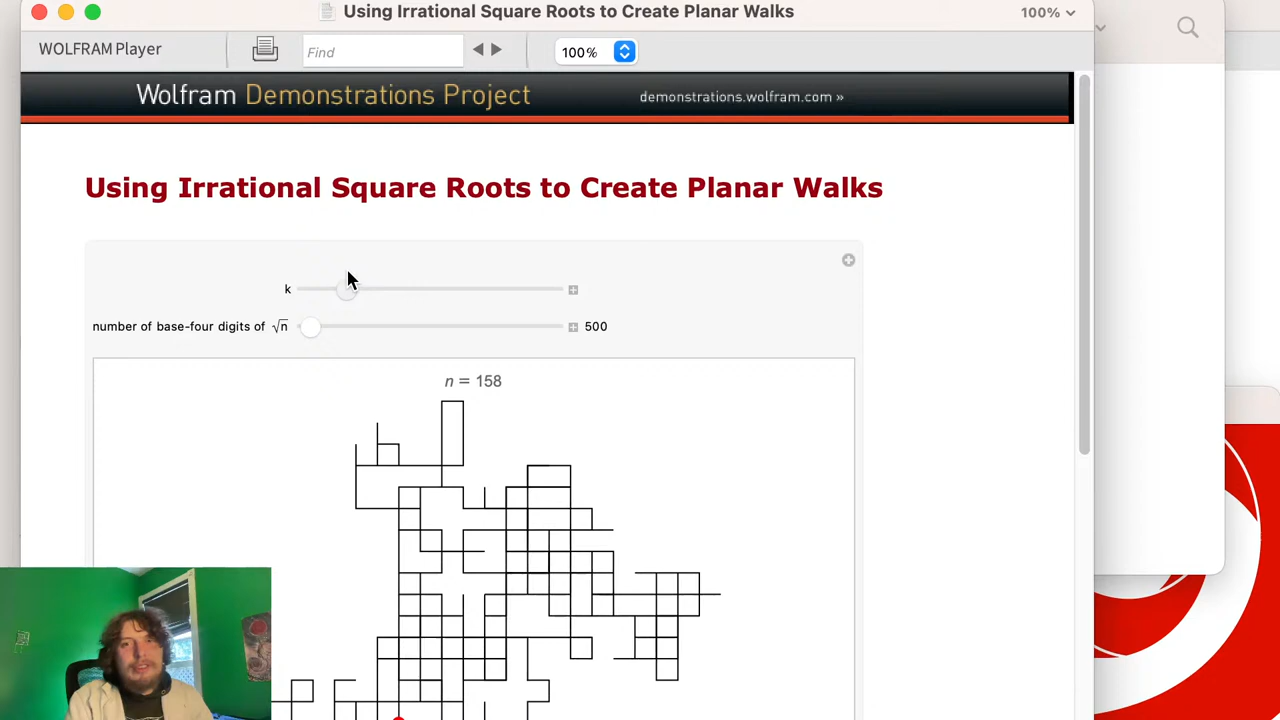 Using Irrational Square Roots to Create Planar Walks
100%
WOLFRAM Player
Find
100%
Wolfram Demonstrations Project
demonstrations.wolfram.com »
Using Irrational Square Roots to Create Planar Walks
k
number of base-four digits of √n
500
n = 158